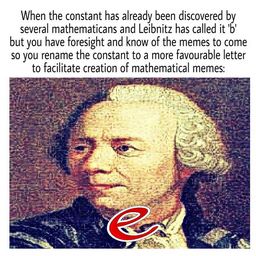 When the constant has already been discovered by
several mathematicans and Leibnitz has called it 'b'
but you have foresight and know of the memes to come
so you rename the constant to a more favourable letter
to facilitate creation of mathematical memes:
e